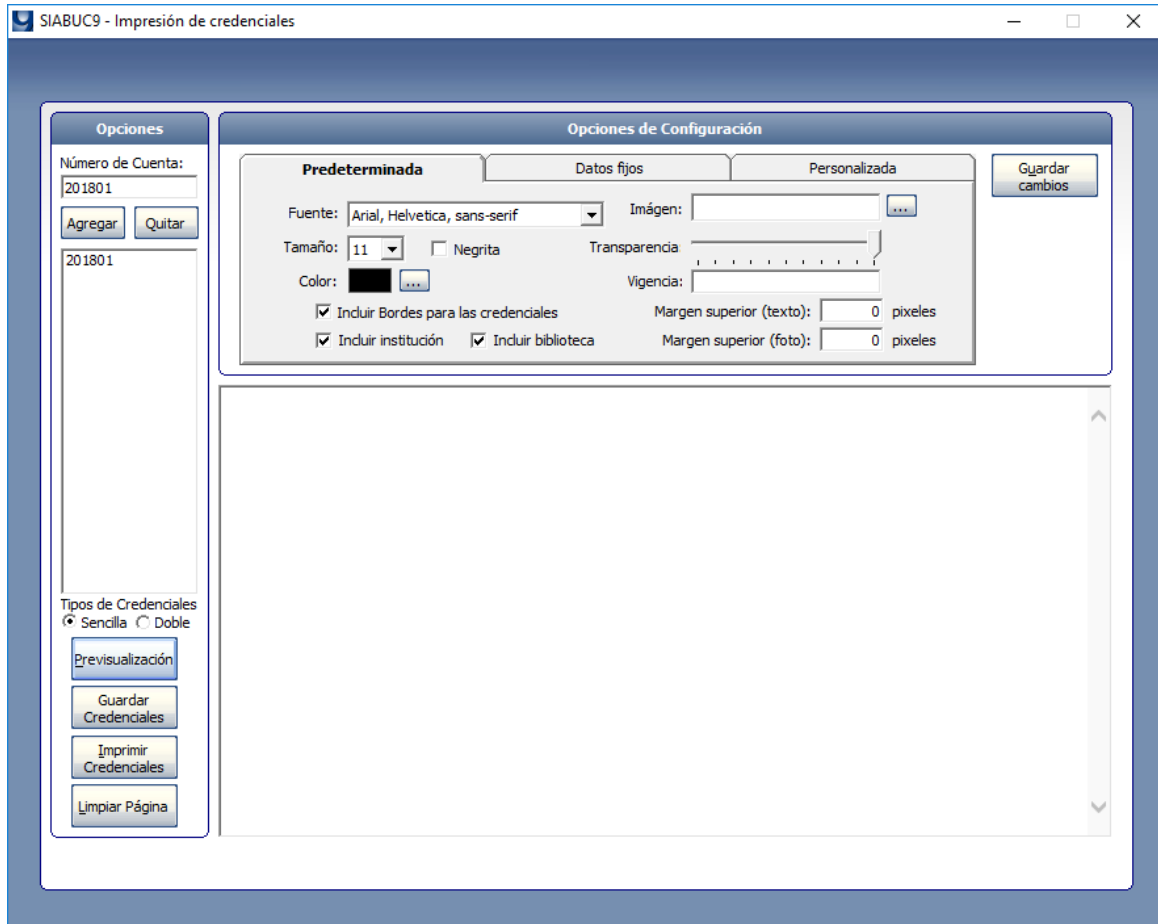 SIABUC9 - Impresión de credenciales
Opciones
Número de Cuenta:
201801
Agregar Quitar
201801
Tipos de Credenciales
Sencilla Doble
Previsualización
Guardar
Credenciales
Imprimir
Credenciales
Limpiar Página
Opciones de Configuración
Predeterminada Datos fijos Personalizada
Guardar
cambios
Fuente: Arial, Helvetica, sans-serif Imágen: ...
Tamaño: 11 Negrita Transparencia:
Color: ... Vigencia:
Incluir Bordes para las credenciales Margen superior (texto): 0 pixeles
Incluir institución Incluir biblioteca Margen superior (foto): 0 pixeles